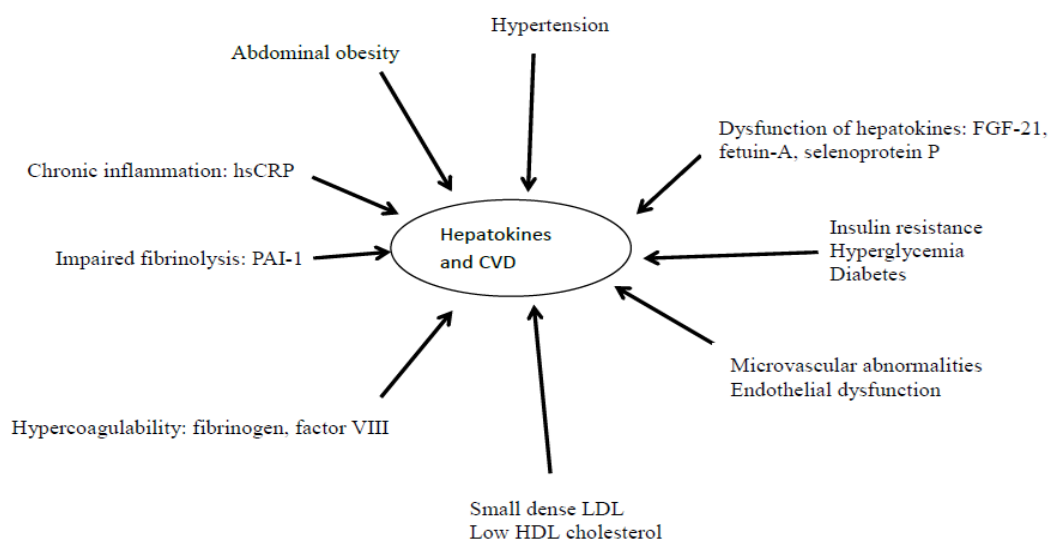 Hypertension
Abdominal obesity
Dysfunction of hepatokines: FGF-21,
fetuin-A, selenoprotein P
Chronic inflammation: hsCRP
Insulin resistance
Hyperglycemia
Diabetes
Hepatokines
and CVD
Impaired fibrinolysis: PAI-1
Microvascular abnormalities
Endothelial dysfunction
Hypercoagulability: fibrinogen, factor VIII
Small dense LDL
Low HDL cholesterol